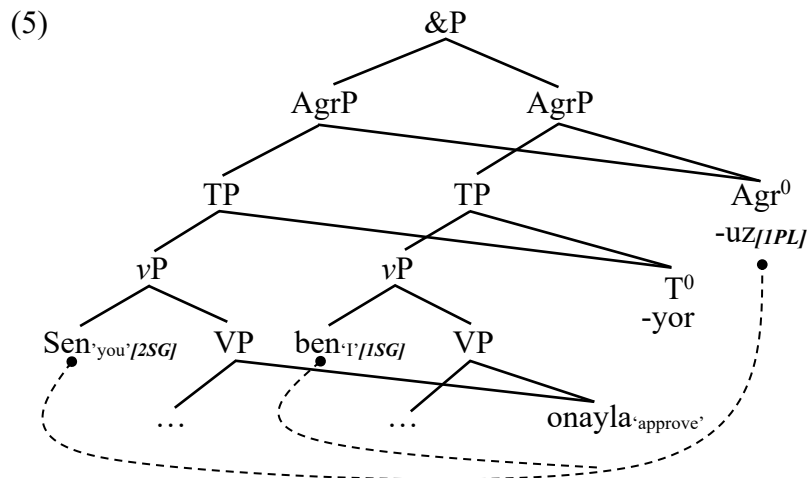 (5)
&P
AgrP AgrP
TP TP Agr⁰
-uz[1PL]
vP vP T⁰
-yor
Sen‘you’[2SG] VP ben‘I’[1SG] VP
… … onayla‘approve’